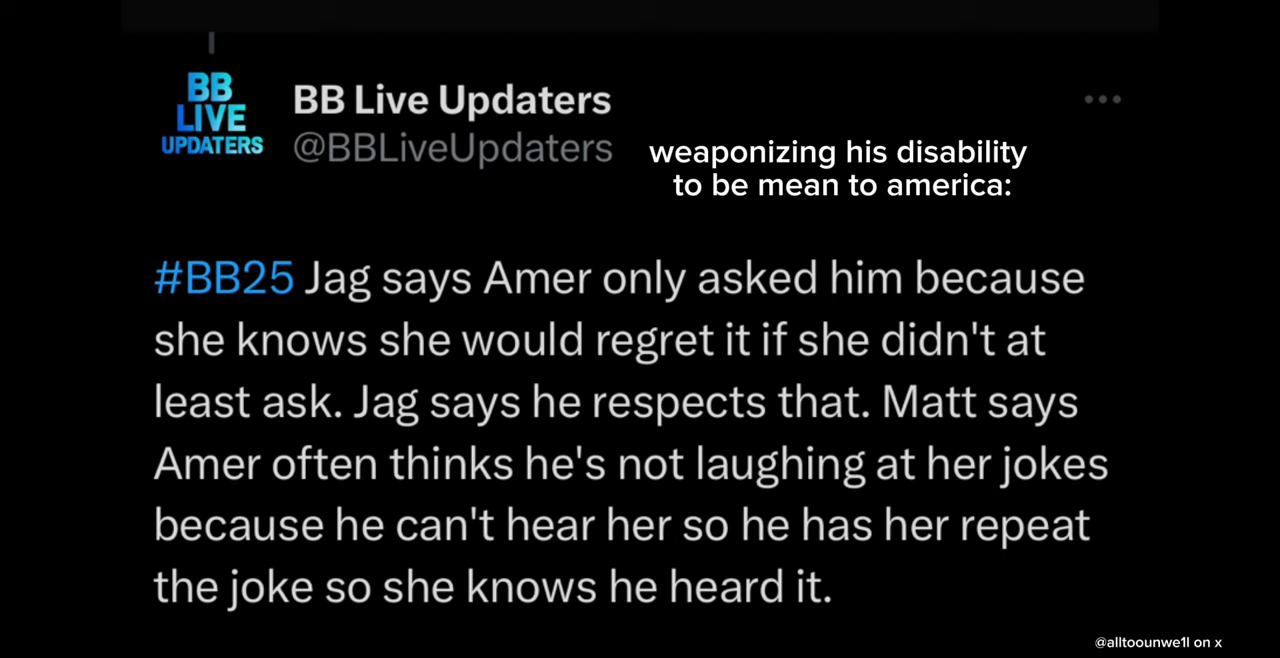 BB
LIVE
UPDATERS
BB Live Updaters
@BBLiveUpdaters
weaponizing his disability
to be mean to america:
#BB25 Jag says Amer only asked him because
she knows she would regret it if she didn't at
least ask. Jag says he respects that. Matt says
Amer often thinks he's not laughing at her jokes
because he can't hear her so he has her repeat
the joke so she knows he heard it.
@alltoounwe1l on x